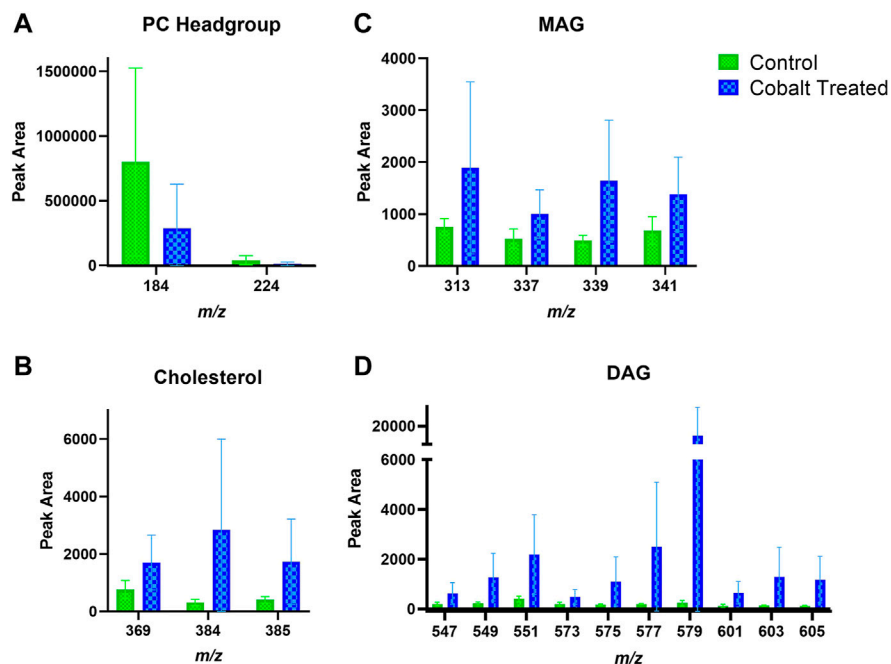 A
PC Headgroup
Peak Area
1500000
1000000
500000
0
184 224
m/z
C
MAG
Peak Area
4000
3000
2000
1000
0
313 337 339 341
m/z
Control
Cobalt Treated
B
Cholesterol
Peak Area
6000
4000
2000
0
369 384 385
m/z
D
DAG
Peak Area
20000
6000
4000
2000
0
547 549 551 573 575 577 579 601 603 605
m/z